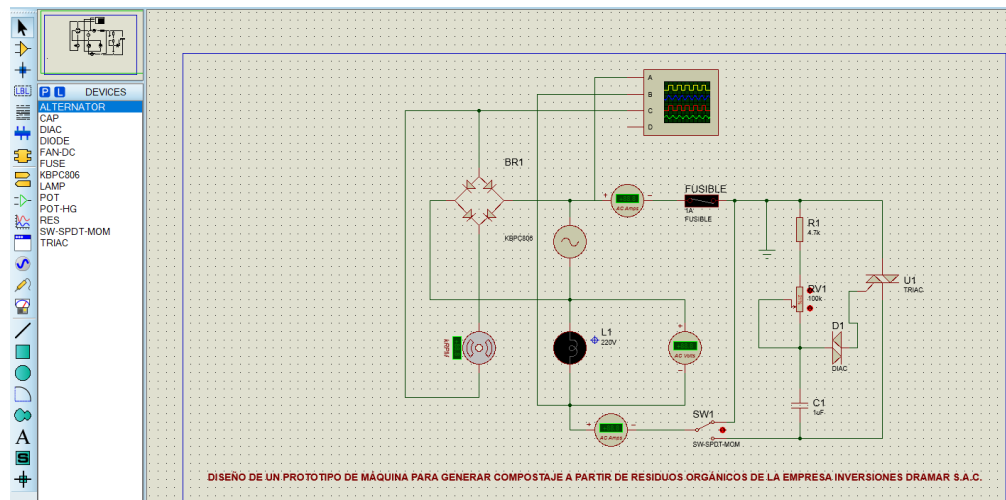 LBL
P L DEVICES
ALTERNATOR
CAP
DIAC
DIODE
FAN-DC
FUSE
KBPC806
LAMP
POT
POT-HG
RES
SW-SPDT-MOM
TRIAC
A
S
A
B
C
D
BR1
KBPC806
+
-
AC Amps
FUSIBLE
1A
FUSIBLE
R1
4.7k
RV1
100k
U1
TRIAC
D1
DIAC
C1
1uF
L1
220V
+
AC Volts
-
+
-
AC Amps
SW1
SW-SPDT-MOM
DISEÑO DE UN PROTOTIPO DE MÁQUINA PARA GENERAR COMPOSTAJE A PARTIR DE RESIDUOS ORGÁNICOS DE LA EMPRESA INVERSIONES DRAMAR S.A.C.